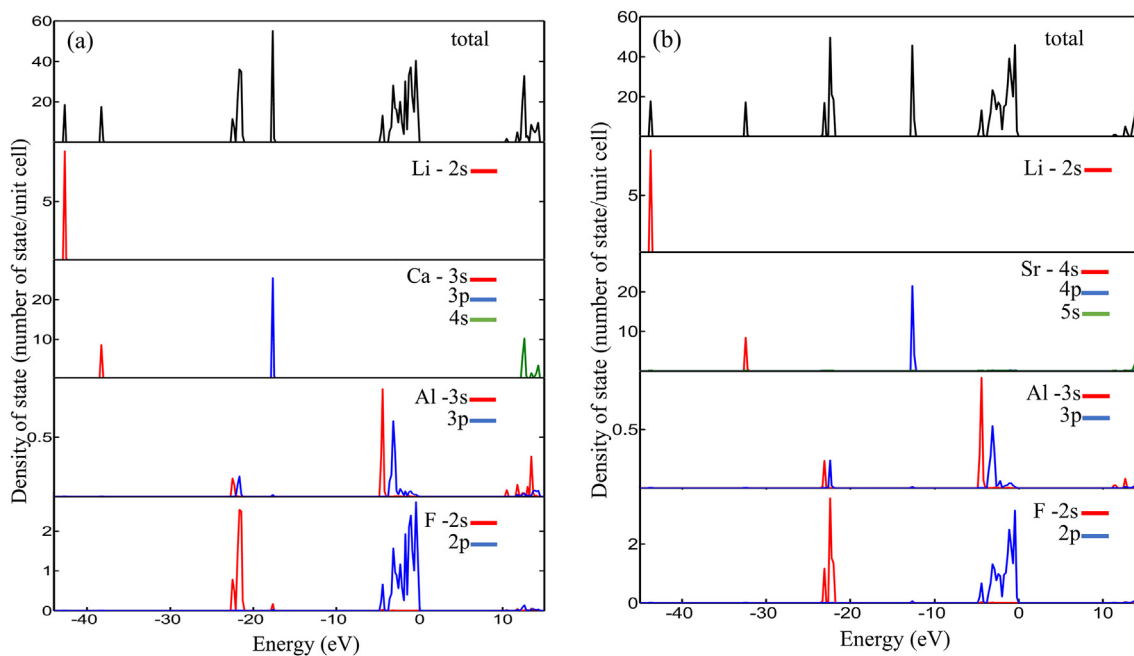 (a)
total
60
40
20
Li - 2s
5
Ca - 3s
3p
4s
20
10
Al -3s
3p
0.5
F -2s
2p
2
1
0
-40 -30 -20 -10 0 10
Energy (eV)
Density of state (number of state/unit cell)
(b)
total
60
40
20
Li - 2s
5
Sr - 4s
4p
5s
20
10
Al -3s
3p
0.5
F -2s
2p
2
0
-40 -30 -20 -10 0 10
Energy (eV)
Density of state (number of state/unit cell)